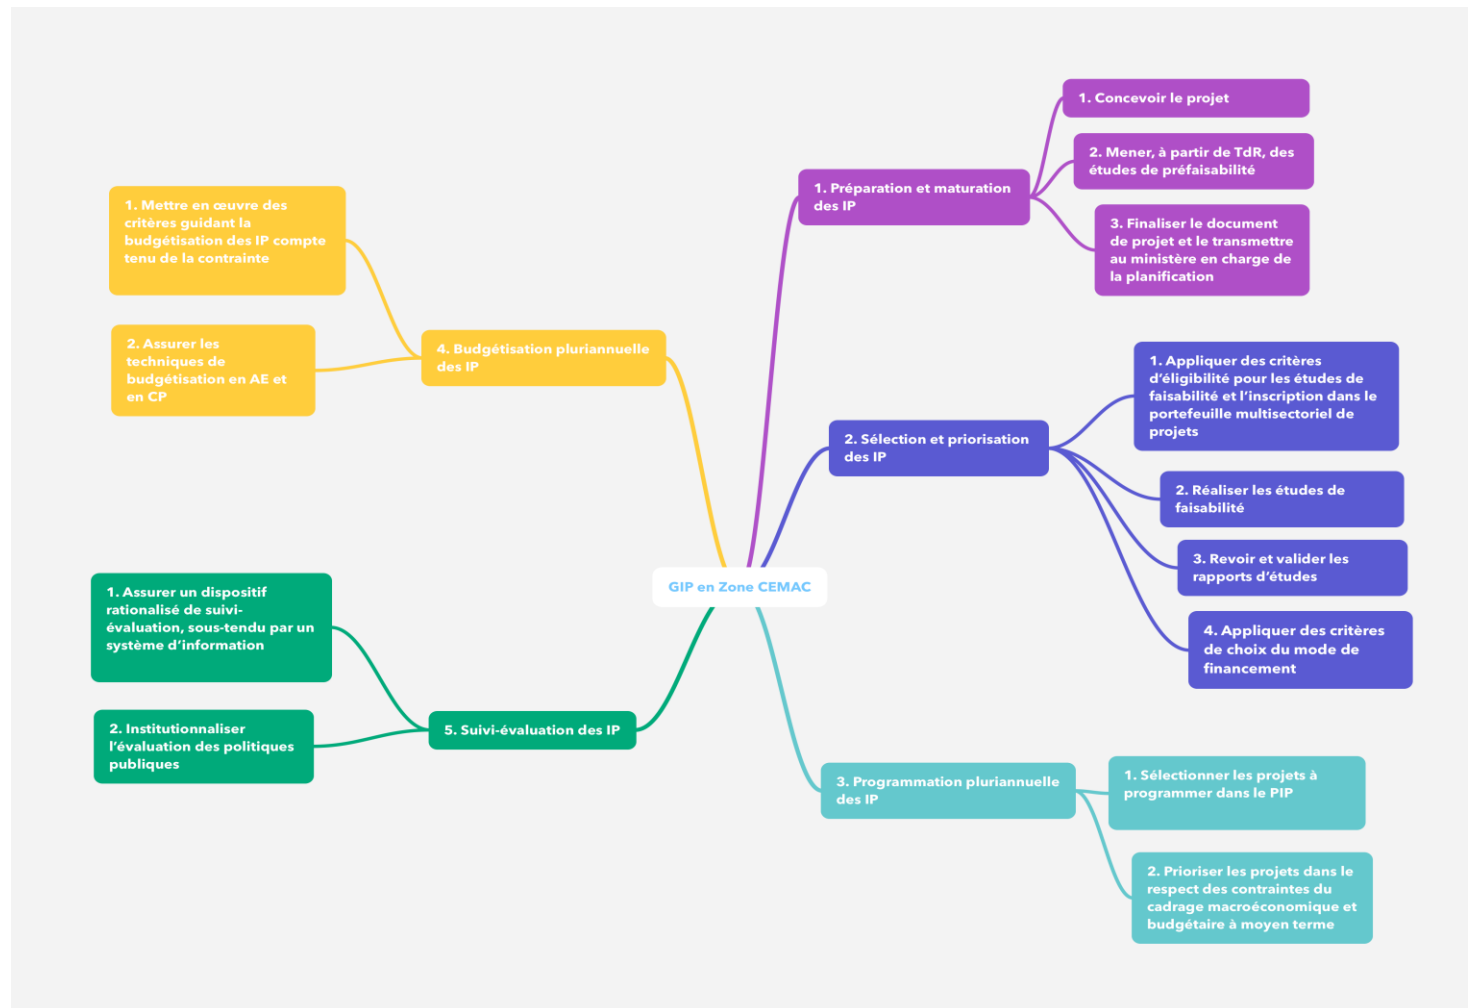 GIP en Zone CEMAC
1. Préparation et maturation
des IP
1. Concevoir le projet
2. Mener, à partir de TdR, des
études de préfaisabilité
3. Finaliser le document
de projet et le transmettre
au ministère en charge de
la planification
2. Sélection et priorisation
des IP
1. Appliquer des critères
d’éligibilité pour les études de
faisabilité et l’inscription dans le
portefeuille multisectoriel de
projets
2. Réaliser les études de
faisabilité
3. Revoir et valider les
rapports d’études
4. Appliquer des critères
de choix du mode de
financement
3. Programmation pluriannuelle
des IP
1. Sélectionner les projets à
programmer dans le PIP
2. Prioriser les projets dans le
respect des contraintes du
cadrage macroéconomique et
budgétaire à moyen terme
4. Budgétisation pluriannuelle
des IP
1. Mettre en œuvre des
critères guidant la
budgétisation des IP compte
tenu de la contrainte
2. Assurer les
techniques de
budgétisation en AE et
en CP
5. Suivi-évaluation des IP
1. Assurer un dispositif
rationalisé de suivi-
évaluation, sous-tendu par un
système d’information
2. Institutionnaliser
l’évaluation des politiques
publiques